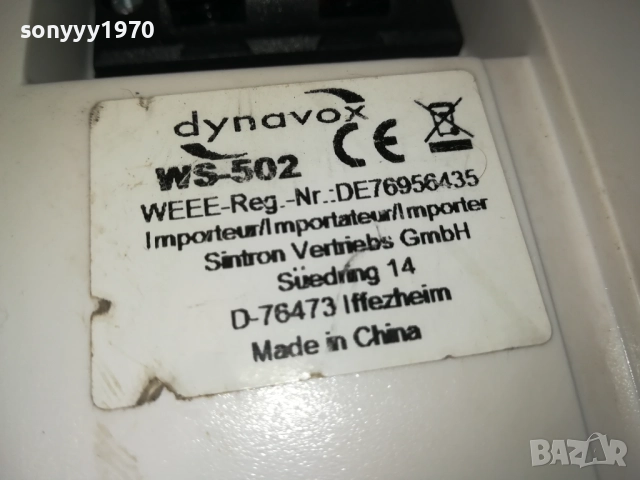 sonyyy1970
dynavox
WS-502
CE
WEEE-Reg.-Nr.:DE76956435
Importeur/Importateur/Importer
Sintron Vertriebs GmbH
Süedring 14
D-76473 Iffezheim
Made in China
BAZAR